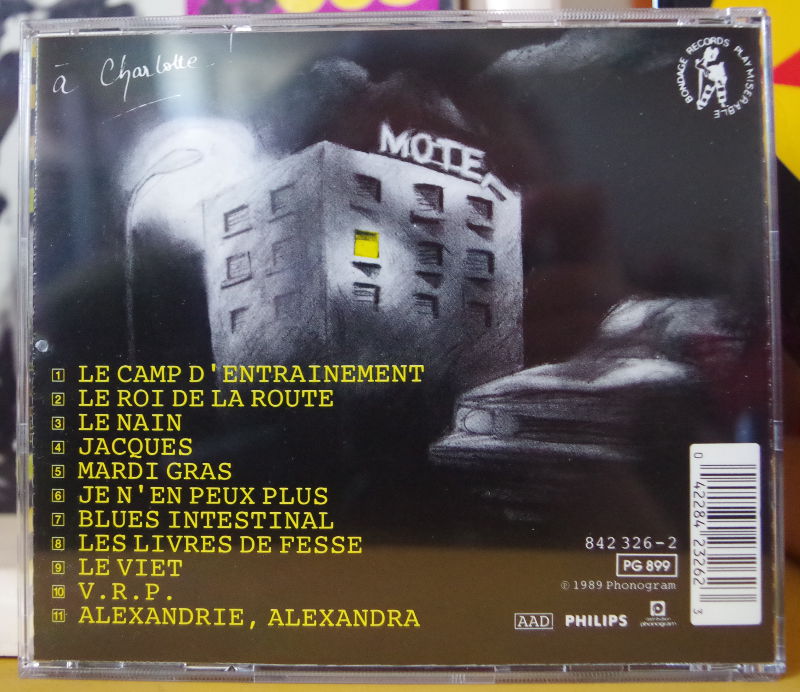 à Charlotte !
BONDAGE RECORDS PLAY MISERABLE
MOTEL
1 LE CAMP D'ENTRAINEMENT
2 LE ROI DE LA ROUTE
3 LE NAIN
4 JACQUES
5 MARDI GRAS
6 JE N'EN PEUX PLUS
7 BLUES INTESTINAL
8 LES LIVRES DE FESSE
9 LE VIET
10 V.R.P.
11 ALEXANDRIE, ALEXANDRA
842 326-2
PG 899
℗ 1989 Phonogram
AAD PHILIPS distribution phonogram
0 42284 23262 3